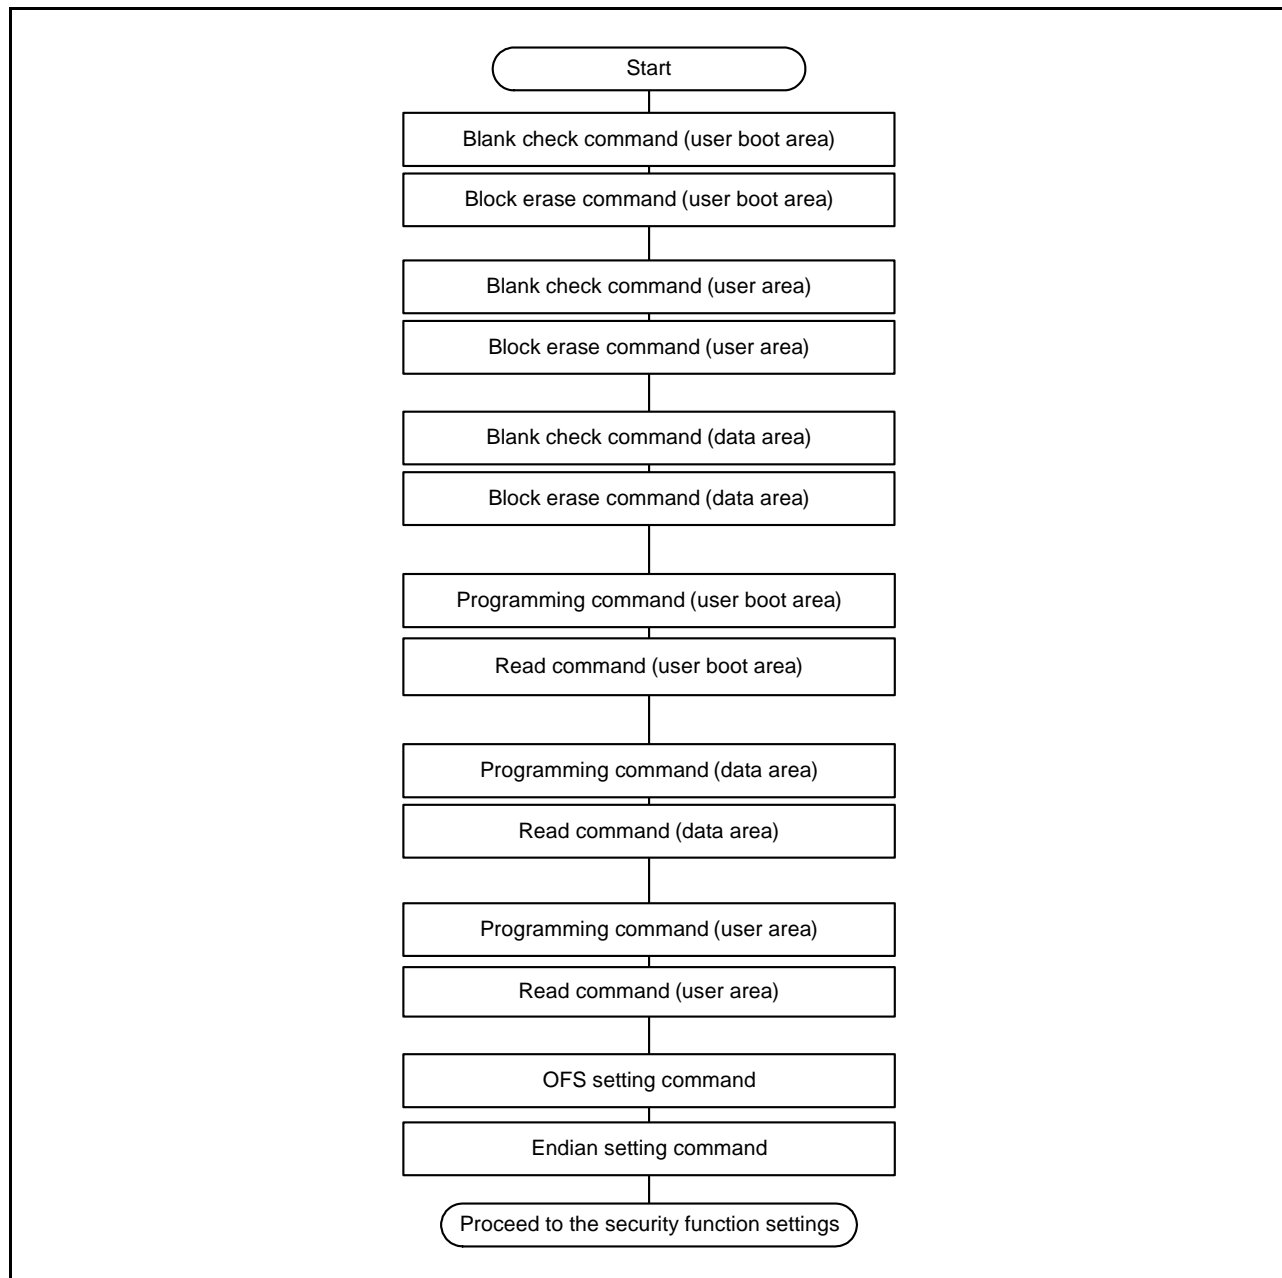 Start
Blank check command (user boot area)
Block erase command (user boot area)
Blank check command (user area)
Block erase command (user area)
Blank check command (data area)
Block erase command (data area)
Programming command (user boot area)
Read command (user boot area)
Programming command (data area)
Read command (data area)
Programming command (user area)
Read command (user area)
OFS setting command
Endian setting command
Proceed to the security function settings